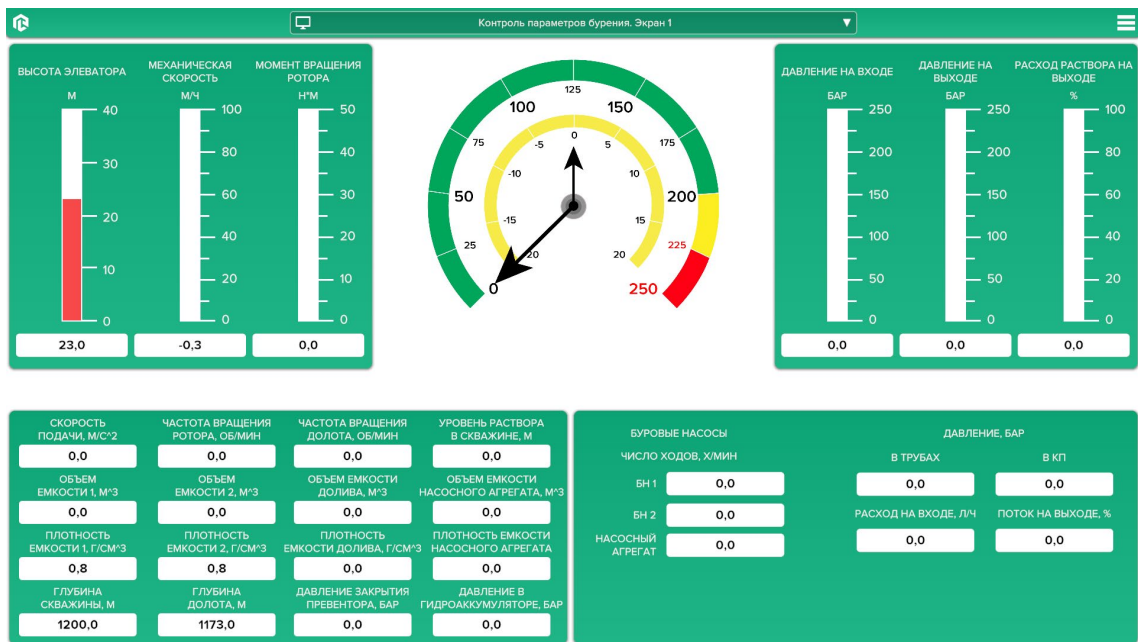 Контроль параметров бурения. Экран 1
▼
ВЫСОТА ЭЛЕВАТОРА
М
40
30
20
10
0
23,0
МЕХАНИЧЕСКАЯ
СКОРОСТЬ
М/Ч
100
80
60
40
20
0
-0,3
МОМЕНТ ВРАЩЕНИЯ
РОТОРА
Н*М
50
40
30
20
10
0
0,0
0
25
50
75
100
125
150
175
200
225
250
20
-15
-10
-5
0
5
10
15
20
ДАВЛЕНИЕ НА ВХОДЕ
БАР
250
200
150
100
50
0
0,0
ДАВЛЕНИЕ НА
ВЫХОДЕ
БАР
250
200
150
100
50
0
0,0
РАСХОД РАСТВОРА НА
ВЫХОДЕ
%
100
80
60
40
20
0
0,0
СКОРОСТЬ
ПОДАЧИ, М/С^2
0,0
ЧАСТОТА ВРАЩЕНИЯ
РОТОРА, ОБ/МИН
0,0
ЧАСТОТА ВРАЩЕНИЯ
ДОЛОТА, ОБ/МИН
0,0
УРОВЕНЬ РАСТВОРА
В СКВАЖИНЕ, М
0,0
ОБЪЕМ
ЕМКОСТИ 1, М^3
0,0
ОБЪЕМ
ЕМКОСТИ 2, М^3
0,0
ОБЪЕМ ЕМКОСТИ
ДОЛИВА, М^3
0,0
ОБЪЕМ ЕМКОСТИ
НАСОСНОГО АГРЕГАТА, М^3
0,0
ПЛОТНОСТЬ
ЕМКОСТИ 1, Г/СМ^3
0,8
ПЛОТНОСТЬ
ЕМКОСТИ 2, Г/СМ^3
0,8
ПЛОТНОСТЬ
ЕМКОСТИ ДОЛИВА, Г/СМ^3
0,0
ПЛОТНОСТЬ ЕМКОСТИ
НАСОСНОГО АГРЕГАТА
0,0
ГЛУБИНА
СКВАЖИНЫ, М
1200,0
ГЛУБИНА
ДОЛОТА, М
1173,0
ДАВЛЕНИЕ ЗАКРЫТИЯ
ПРЕВЕНТОРА, БАР
0,0
ДАВЛЕНИЕ В
ГИДРОАККУМУЛЯТОРЕ, БАР
0,0
БУРОВЫЕ НАСОСЫ
ЧИСЛО ХОДОВ, Х/МИН
БН 1
0,0
БН 2
0,0
НАСОСНЫЙ
АГРЕГАТ
0,0
ДАВЛЕНИЕ, БАР
В ТРУБАХ
0,0
В КП
0,0
РАСХОД НА ВХОДЕ, Л/Ч
0,0
ПОТОК НА ВЫХОДЕ, %
0,0